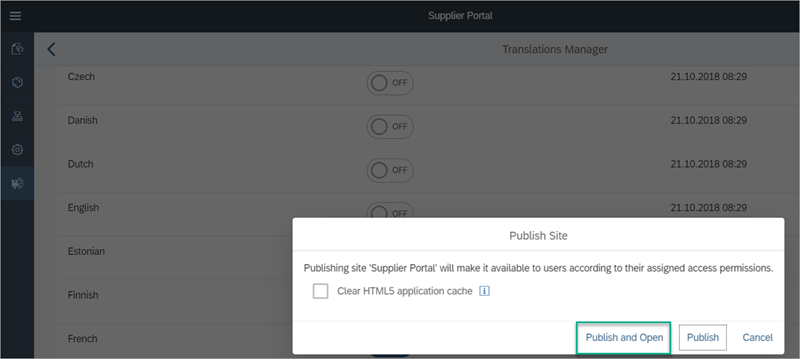 Supplier Portal
Translations Manager
Czech OFF 21.10.2018 08:29
Danish OFF 21.10.2018 08:29
Dutch OFF 21.10.2018 08:29
English OFF 21.10.2018 08:29
Estonian
Finnish
French
Publish Site
Publishing site 'Supplier Portal' will make it available to users according to their assigned access permissions.
Clear HTML5 application cache i
Publish and Open Publish Cancel